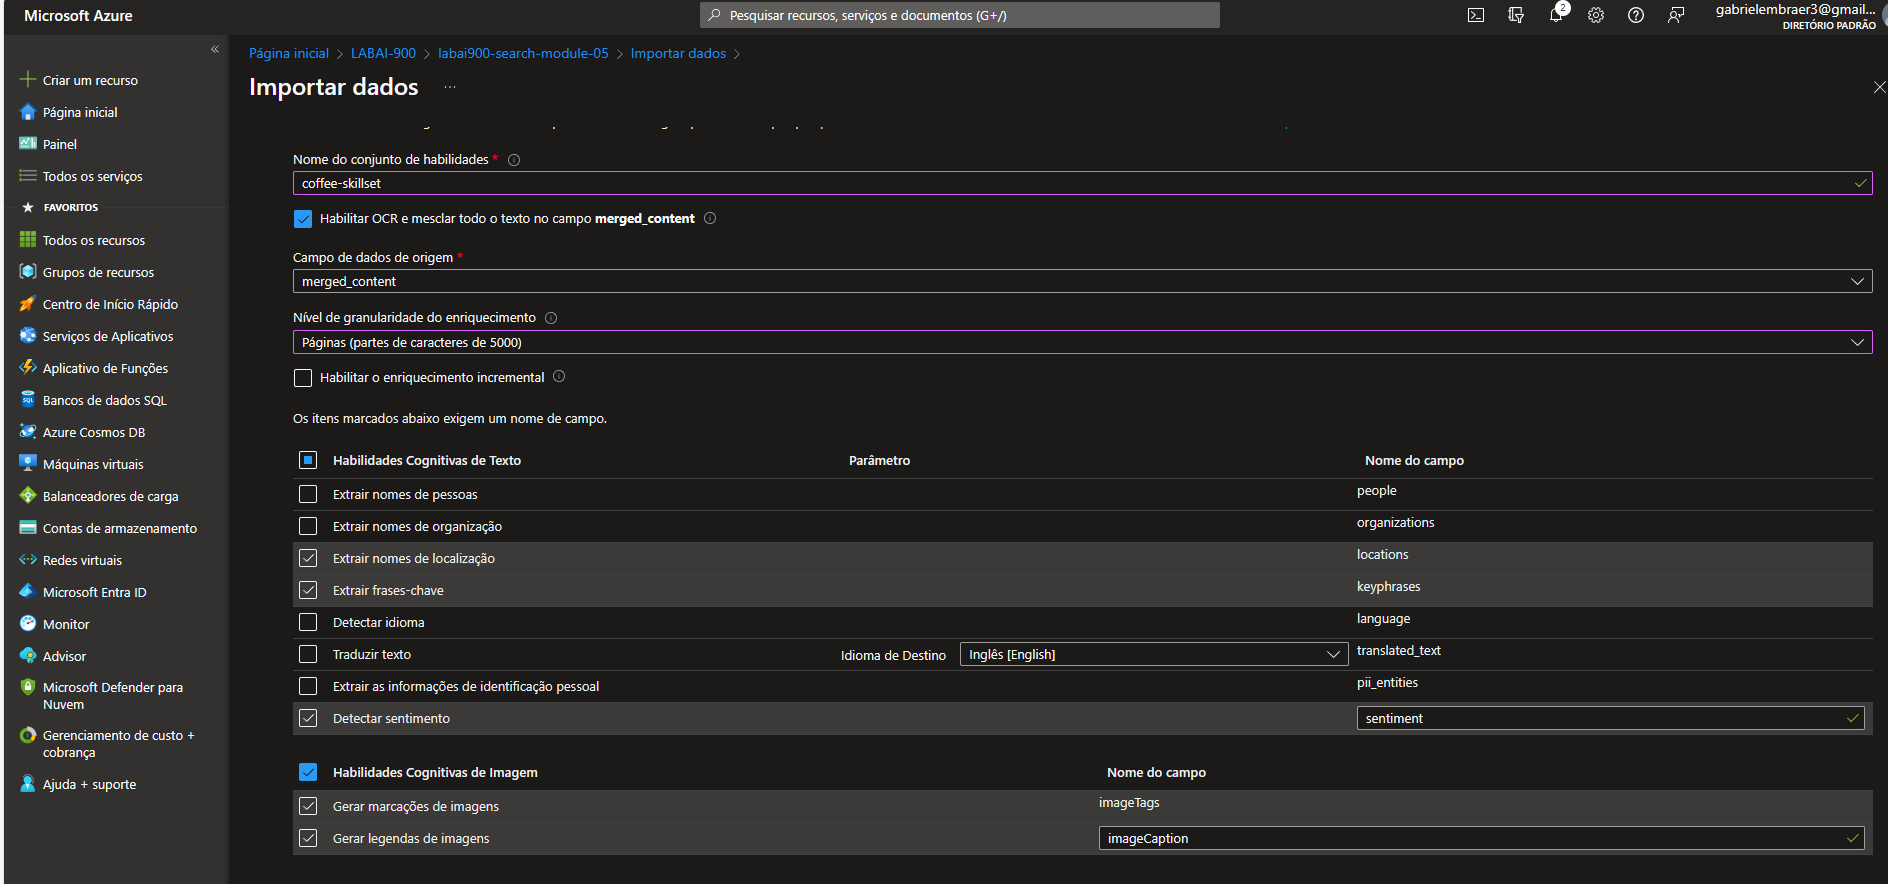 Microsoft Azure
Pesquisar recursos, serviços e documentos (G+/)
2
gabrielembraer3@gmail...
DIRETÓRIO PADRÃO
Criar um recurso
Página inicial
Painel
Todos os serviços
FAVORITOS
Todos os recursos
Grupos de recursos
Centro de Início Rápido
Serviços de Aplicativos
Aplicativo de Funções
Bancos de dados SQL
Azure Cosmos DB
Máquinas virtuais
Balanceadores de carga
Contas de armazenamento
Redes virtuais
Microsoft Entra ID
Monitor
Advisor
Microsoft Defender para
Nuvem
Gerenciamento de custo +
cobrança
Ajuda + suporte
Página inicial > LABAI-900 > labai900-search-module-05 > Importar dados >
Importar dados ...
Nome do conjunto de habilidades *
coffee-skillset
Habilitar OCR e mesclar todo o texto no campo merged_content
Campo de dados de origem *
merged_content
Nível de granularidade do enriquecimento
Páginas (partes de caracteres de 5000)
Habilitar o enriquecimento incremental
Os itens marcados abaixo exigem um nome de campo.
Habilidades Cognitivas de Texto Parâmetro Nome do campo
Extrair nomes de pessoas people
Extrair nomes de organização organizations
Extrair nomes de localização locations
Extrair frases-chave keyphrases
Detectar idioma language
Traduzir texto Idioma de Destino Inglês [English] translated_text
Extrair as informações de identificação pessoal pii_entities
Detectar sentimento sentiment
Habilidades Cognitivas de Imagem Nome do campo
Gerar marcações de imagens imageTags
Gerar legendas de imagens imageCaption